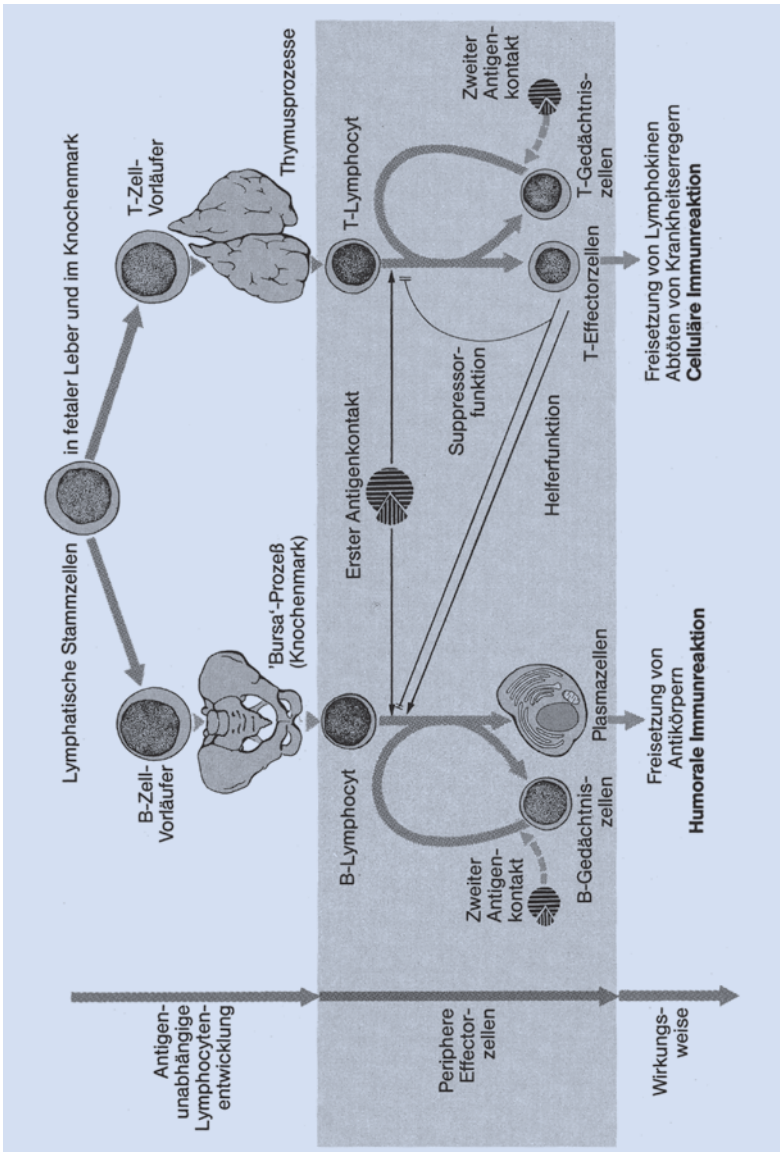 Lymphatische Stammzellen
in fetaler Leber und im Knochenmark
B-Zell-
Vorläufer
T-Zell-
Vorläufer
'Bursa'-Prozeß
(Knochenmark)
Thymusprozesse
Antigen-
unabhängige
Lymphocyten-
entwicklung
B-Lymphocyt
Erster Antigenkontakt
T-Lymphocyt
Zweiter
Antigen-
kontakt
Zweiter
Antigen-
kontakt
Suppressor-
funktion
Helferfunktion
Periphere
Effector-
zellen
B-Gedächtnis-
zellen
Plasmazellen
T-Effectorzellen
T-Gedächtnis-
zellen
Wirkungs-
weise
Freisetzung von
Antikörpern
Humorale Immunreaktion
Freisetzung von Lymphokinen
Abtöten von Krankheitserregern
Celluläre Immunreaktion